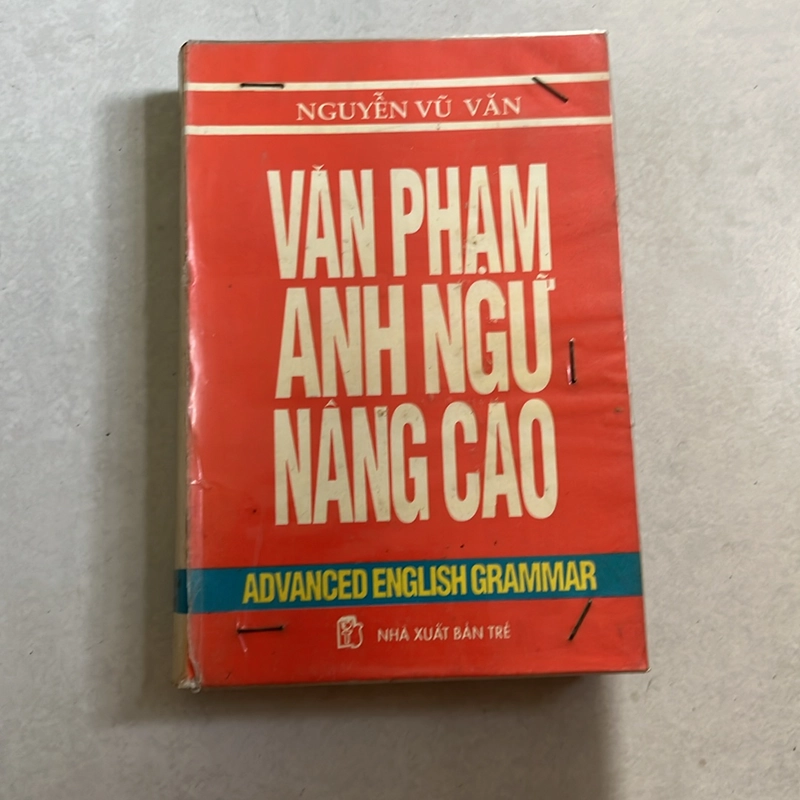 NGUYỄN VŨ VĂN
VĂN PHẠM
ANH NGỮ
NÂNG CAO
ADVANCED ENGLISH GRAMMAR
NHÀ XUẤT BẢN TRẺ